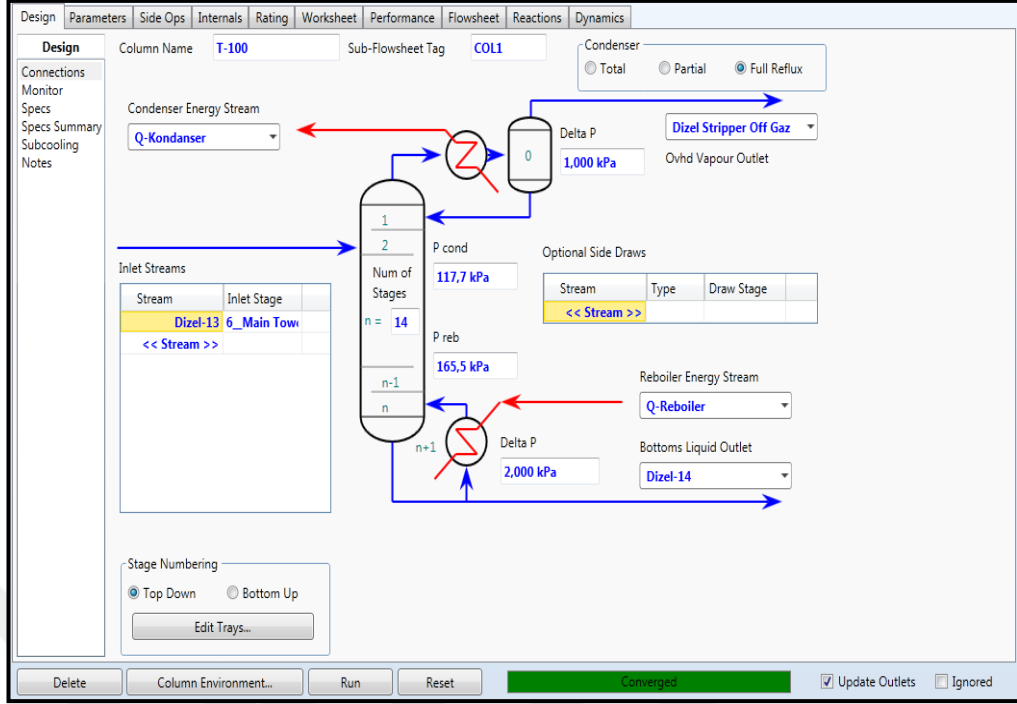 Design Parameters Side Ops Internals Rating Worksheet Performance Flowsheet Reactions Dynamics
Design
Connections
Monitor
Specs
Specs Summary
Subcooling
Notes
Column Name T-100 Sub-Flowsheet Tag COL1
Condenser
Total Partial Full Reflux
Condenser Energy Stream
Q-Kondanser
Delta P
1,000 kPa
Dizel Stripper Off Gaz
Ovhd Vapour Outlet
0
1
2
Num of
Stages
n = 14
n-1
n
n+1
P cond
117,7 kPa
P reb
165,5 kPa
Delta P
2,000 kPa
Inlet Streams
Stream Inlet Stage
Dizel-13 6_Main Tow
<< Stream >>
Optional Side Draws
Stream Type Draw Stage
<< Stream >>
Reboiler Energy Stream
Q-Reboiler
Bottoms Liquid Outlet
Dizel-14
Stage Numbering
Top Down Bottom Up
Edit Trays...
Delete Column Environment... Run Reset Converged Update Outlets Ignored